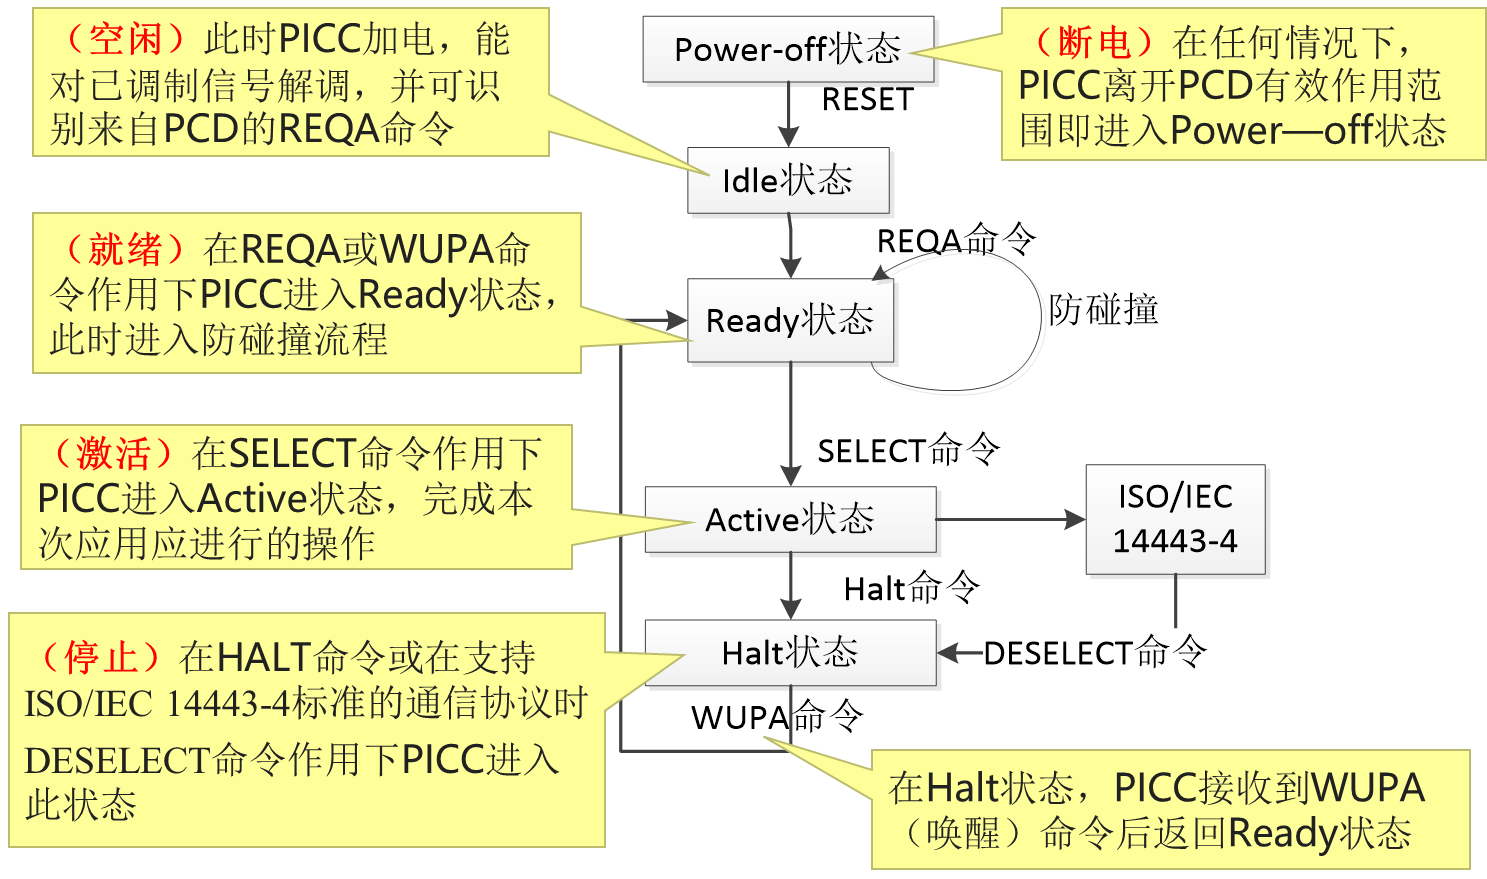 （空闲）此时PICC加电，能
对已调制信号解调，并可识
别来自PCD的REQA命令
Power-off状态
（断电）在任何情况下，
PICC离开PCD有效作用范
围即进入Power—off状态
RESET
Idle状态
（就绪）在REQA或WUPA命
令作用下PICC进入Ready状态，
此时进入防碰撞流程
REQA命令
Ready状态
防碰撞
（激活）在SELECT命令作用下
PICC进入Active状态，完成本
次应用应进行的操作
SELECT命令
Active状态
ISO/IEC
14443-4
Halt命令
（停止）在HALT命令或在支持
ISO/IEC 14443-4标准的通信协议时
DESELECT命令作用下PICC进入
此状态
Halt状态
DESELECT命令
WUPA命令
在Halt状态，PICC接收到WUPA
（唤醒）命令后返回Ready状态